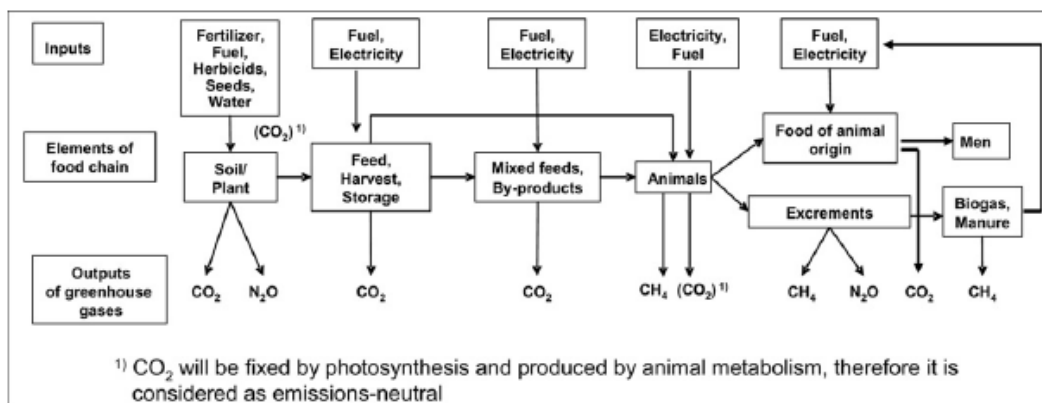 Inputs
Fertilizer,
Fuel,
Herbicids,
Seeds,
Water
Fuel,
Electricity
Fuel,
Electricity
Electricity,
Fuel
Fuel,
Electricity
(CO₂) ¹⁾
Elements of
food chain
Soil/
Plant
Feed,
Harvest,
Storage
Mixed feeds,
By-products
Animals
Food of animal
origin
Men
Excrements
Biogas,
Manure
Outputs
of greenhouse
gases
CO₂
N₂O
CO₂
CO₂
CH₄
(CO₂) ¹⁾
CH₄
N₂O
CO₂
CH₄
¹⁾ CO₂ will be fixed by photosynthesis and produced by animal metabolism, therefore it is
considered as emissions-neutral